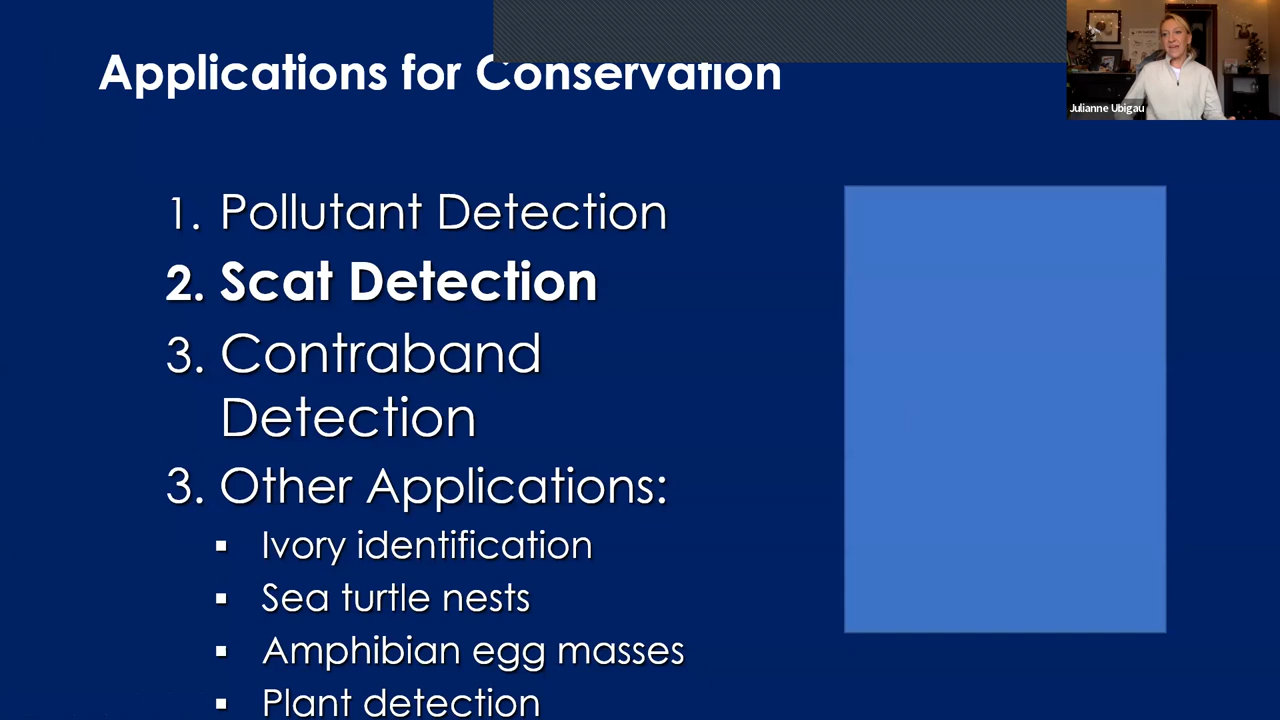 Applications for Conservation
Julianne Ubigau
1. Pollutant Detection
2. Scat Detection
3. Contraband
Detection
3. Other Applications:
▪ Ivory identification
▪ Sea turtle nests
▪ Amphibian egg masses
▪ Plant detection